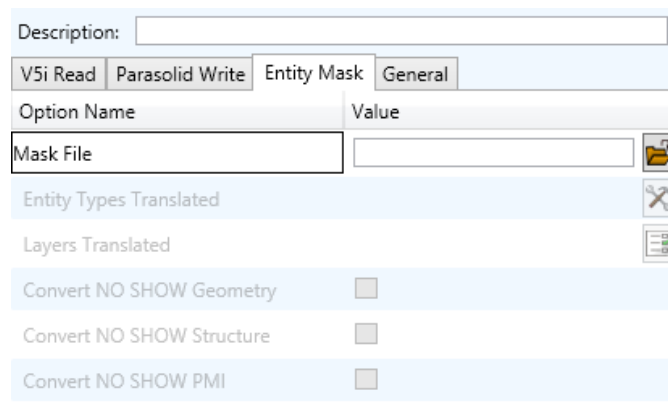 Description:
V5i Read Parasolid Write Entity Mask General
Option Name Value
Mask File
Entity Types Translated
Layers Translated
Convert NO SHOW Geometry
Convert NO SHOW Structure
Convert NO SHOW PMI